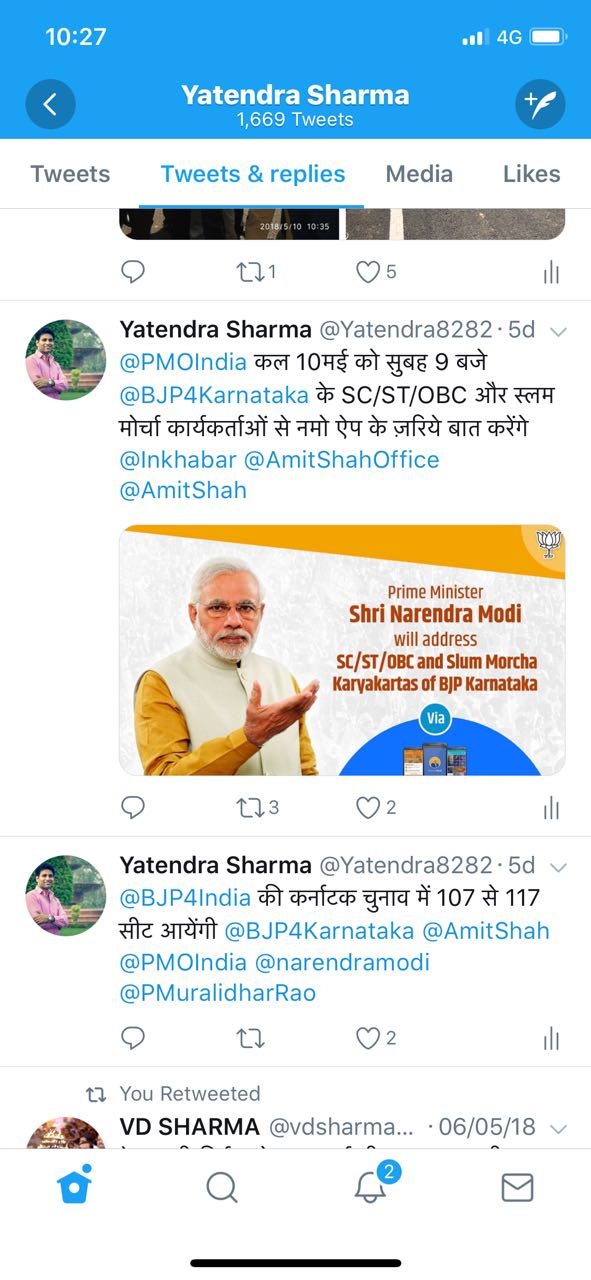 10:27
4G
Yatendra Sharma
1,669 Tweets
Tweets
Tweets & replies
Media
Likes
2018/5/10 10:35
1
5
Yatendra Sharma @Yatendra8282 · 5d
@PMOIndia कल 10मई को सुबह 9 बजे
@BJP4Karnataka के SC/ST/OBC और स्लम
मोर्चा कार्यकर्ताओं से नमो ऐप के ज़रिये बात करेंगे
@Inkhabar @AmitShahOffice
@AmitShah
Prime Minister
Shri Narendra Modi
will address
SC/ST/OBC and Slum Morcha
Karyakartas of BJP Karnataka
Via
3
2
Yatendra Sharma @Yatendra8282 · 5d
@BJP4India की कर्नाटक चुनाव में 107 से 117
सीट आयेंगी @BJP4Karnataka @AmitShah
@PMOIndia @narendramodi
@PMuralidharRao
2
You Retweeted
VD SHARMA @vdsharma... · 06/05/18
2